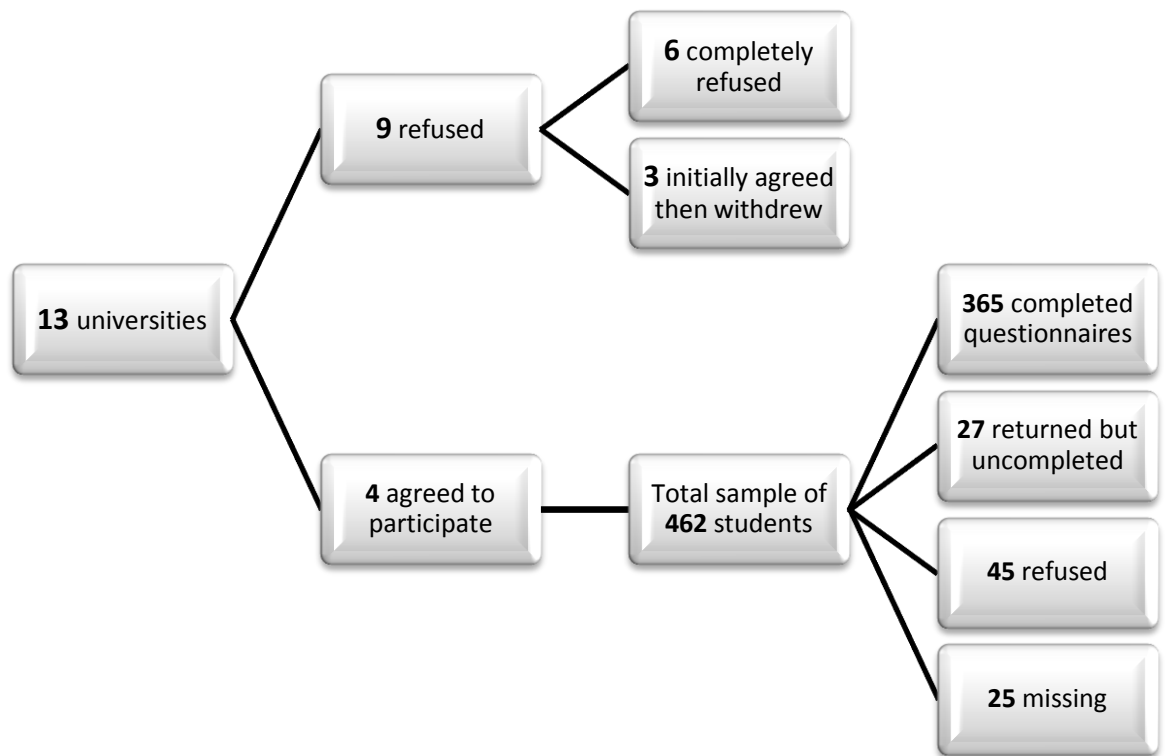 6 completely
refused
9 refused
3 initially agreed
then withdrew
13 universities
365 completed
questionnaires
27 returned but
uncompleted
4 agreed to
participate
Total sample of
462 students
45 refused
25 missing